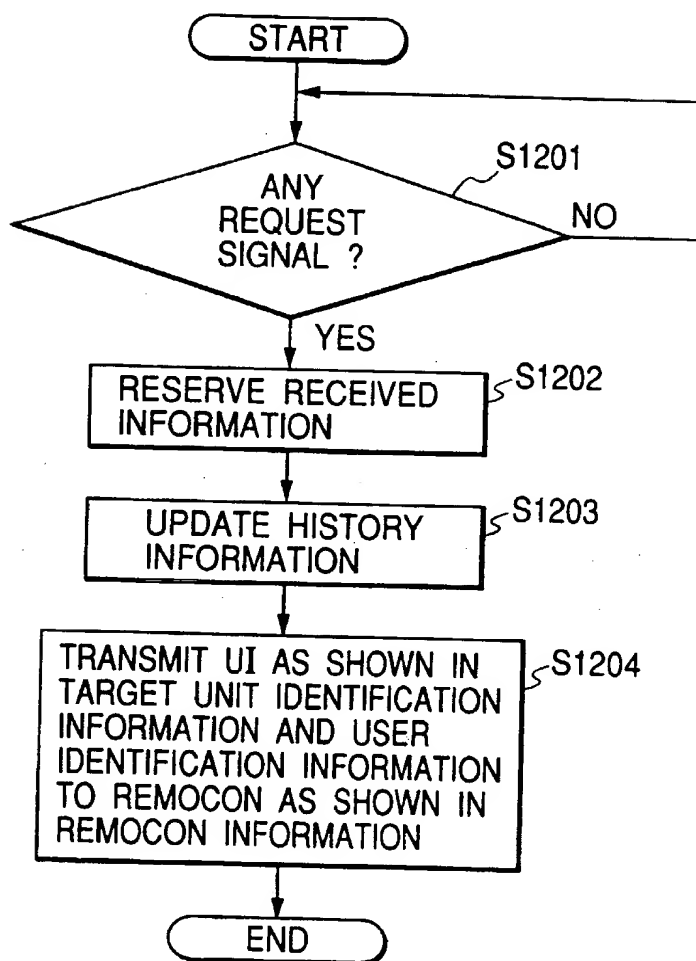 START
S1201
ANY
REQUEST
SIGNAL ?
NO
YES
RESERVE RECEIVED
INFORMATION
S1202
UPDATE HISTORY
INFORMATION
S1203
TRANSMIT UI AS SHOWN IN
TARGET UNIT IDENTIFICATION
INFORMATION AND USER
IDENTIFICATION INFORMATION
TO REMOCON AS SHOWN IN
REMOCON INFORMATION
S1204
END